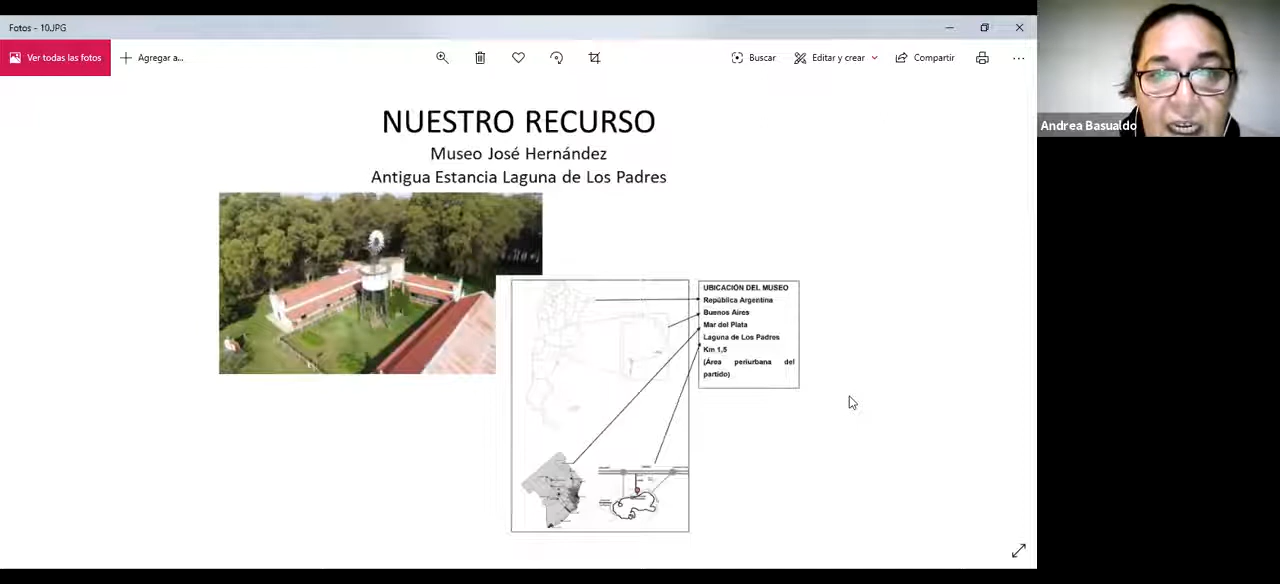 Fotos - 10.JPG
Ver todas las fotos
Agregar a...
Buscar
Editar y crear
Compartir
Andrea Basualdo
NUESTRO RECURSO
Museo José Hernández
Antigua Estancia Laguna de Los Padres
UBICACIÓN DEL MUSEO
República Argentina
Buenos Aires
Mar del Plata
Laguna de Los Padres
Km 1,5
(Área periurbana del
partido)